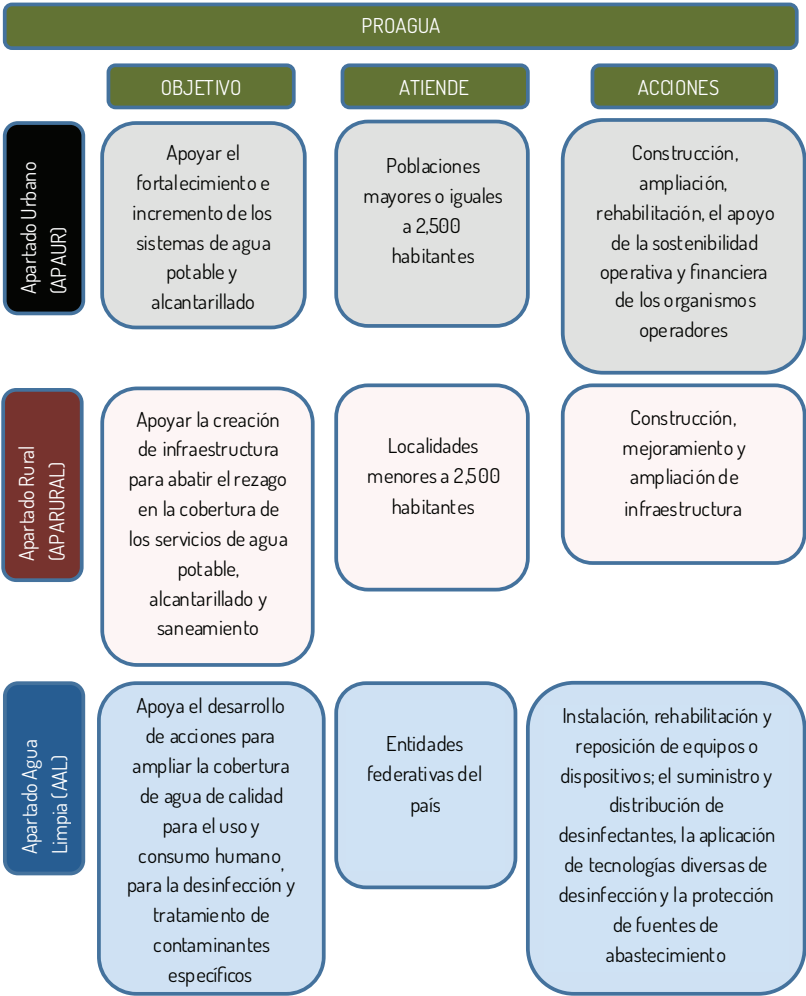 PROAGUA
OBJETIVO
ATIENDE
ACCIONES
Apartado Urbano
(APAUR)
Apoyar el
fortalecimiento e
incremento de los
sistemas de agua
potable y
alcantarillado
Poblaciones
mayores o iguales
a 2,500
habitantes
Construcción,
ampliación,
rehabilitación, el apoyo
de la sostenibilidad
operativa y financiera
de los organismos
operadores
Apartado Rural
(APARURAL)
Apoyar la creación
de infraestructura
para abatir el rezago
en la cobertura de
los servicios de agua
potable,
alcantarillado y
saneamiento
Localidades
menores a 2,500
habitantes
Construcción,
mejoramiento y
ampliación de
infraestructura
Apartado Agua
Limpia (AAL)
Apoya el desarrollo
de acciones para
ampliar la cobertura
de agua de calidad
para el uso y
consumo humano,
para la desinfección y
tratamiento de
contaminantes
específicos
Entidades
federativas del
país
Instalación, rehabilitación y
reposición de equipos o
dispositivos; el suministro y
distribución de
desinfectantes, la aplicación
de tecnologías diversas de
desinfección y la protección
de fuentes de
abastecimiento